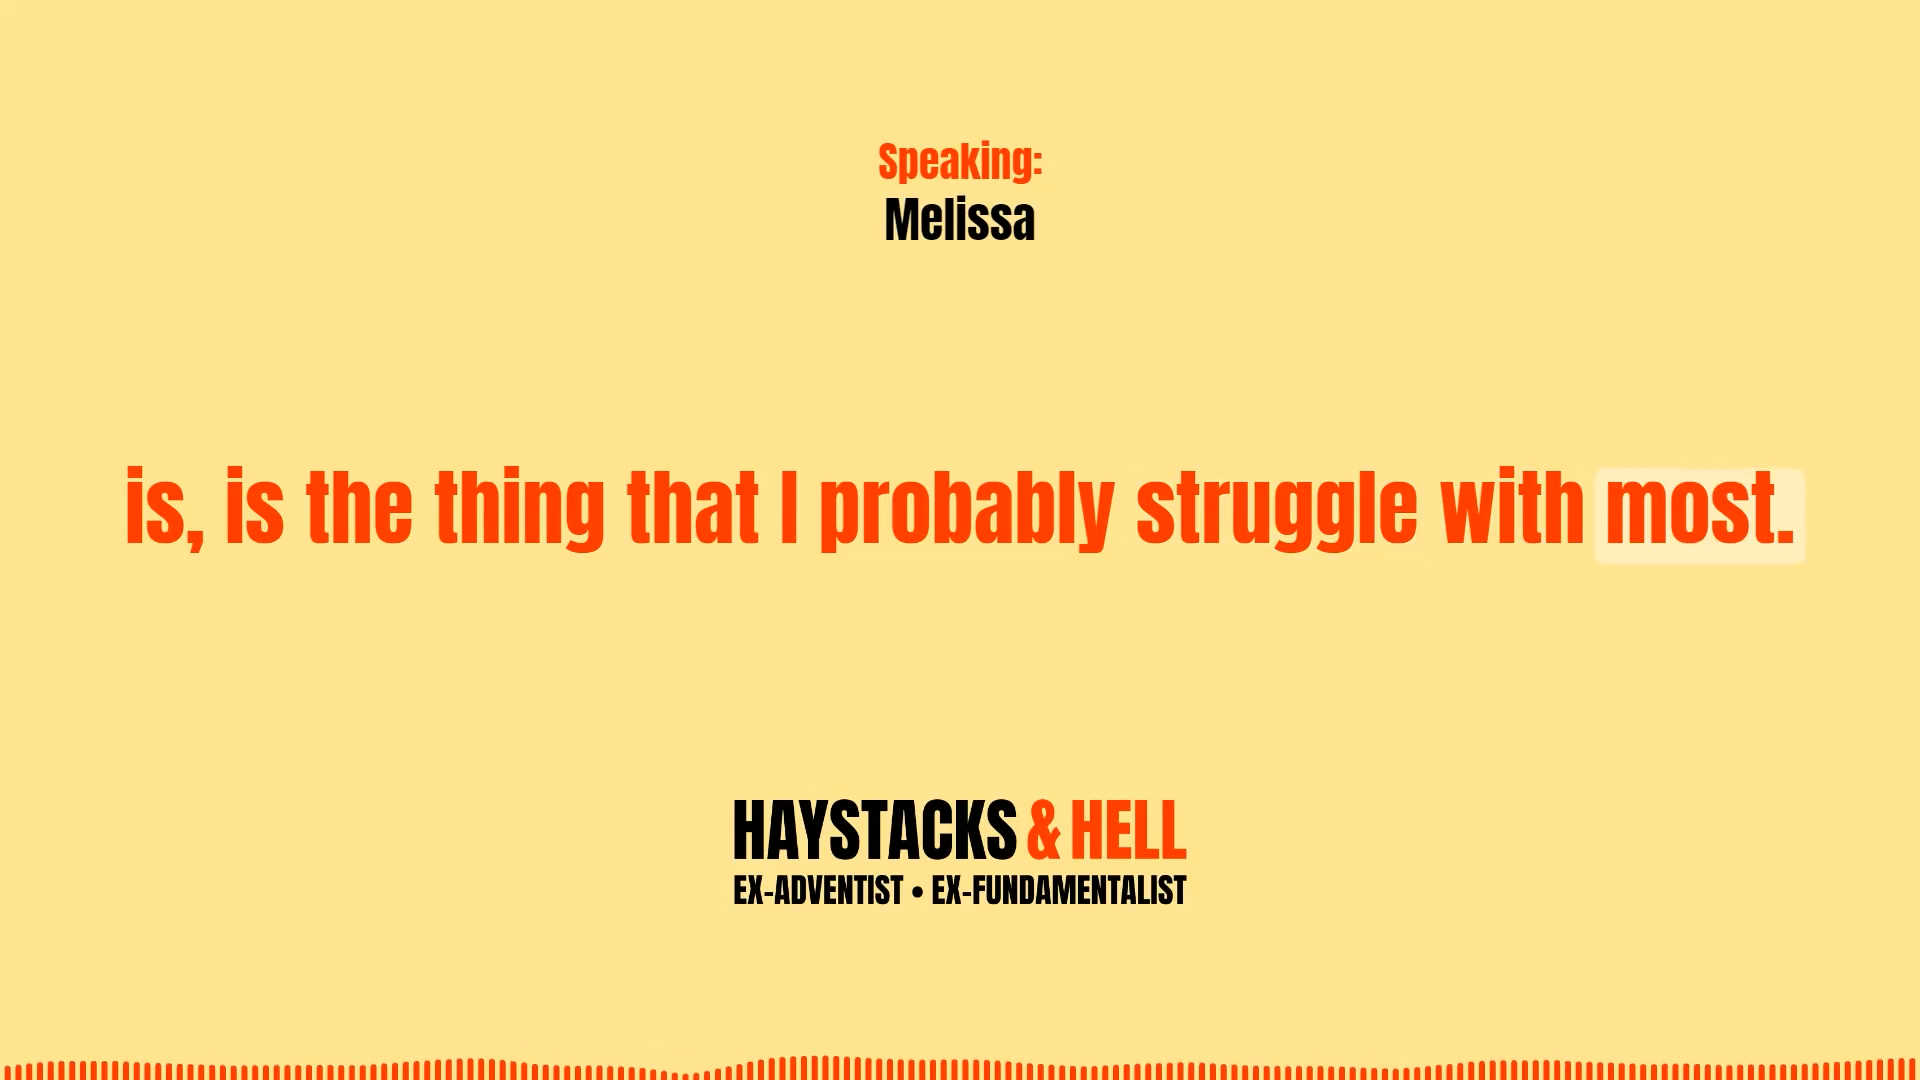 Speaking:
Melissa
is, is the thing that I probably struggle with most.
HAYSTACKS & HELL
EX-ADVENTIST • EX-FUNDAMENTALIST